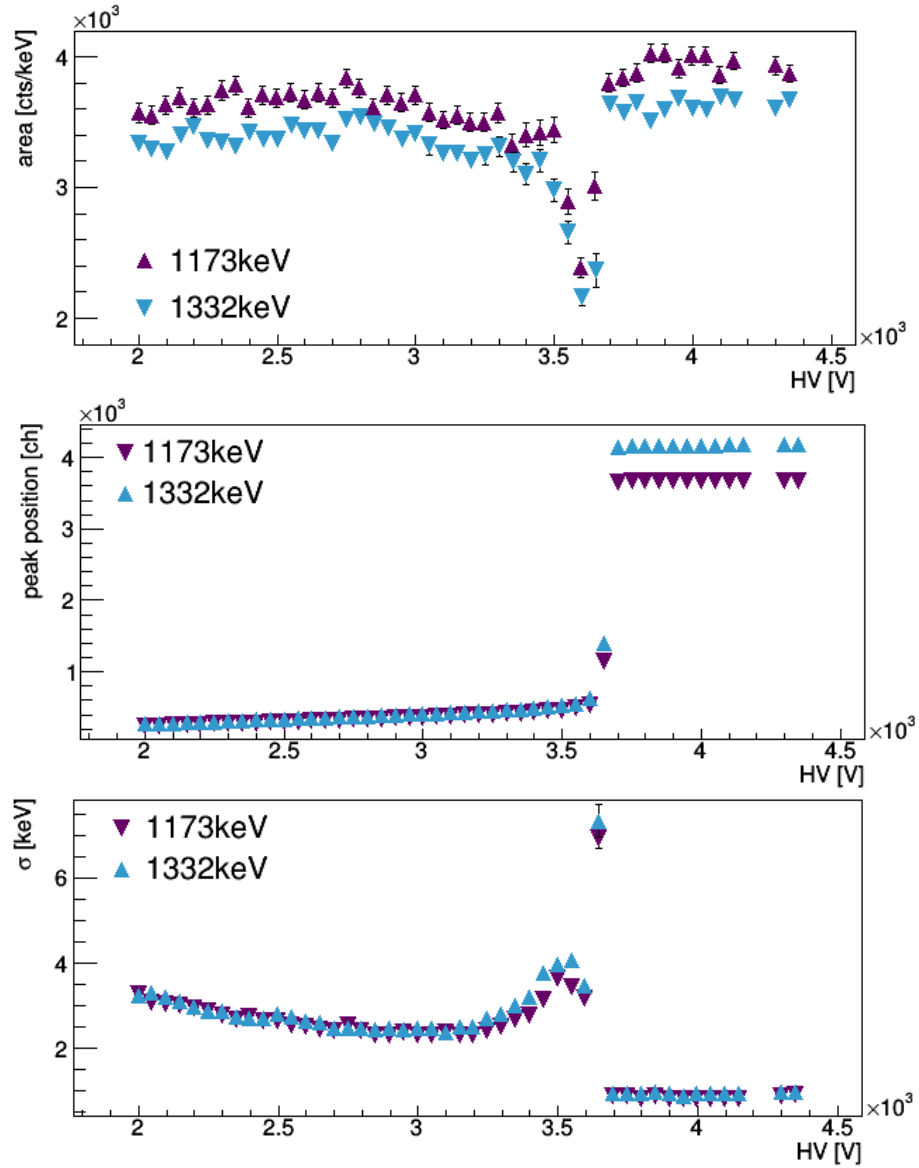 ×10³
area [cts/keV]
4
3
2
1173keV
1332keV
2 2.5 3 3.5 4 4.5
×10³
HV [V]
×10³
peak position [ch]
4
3
2
1
1173keV
1332keV
2 2.5 3 3.5 4 4.5
×10³
HV [V]
σ [keV]
6
4
2
1173keV
1332keV
2 2.5 3 3.5 4 4.5
×10³
HV [V]